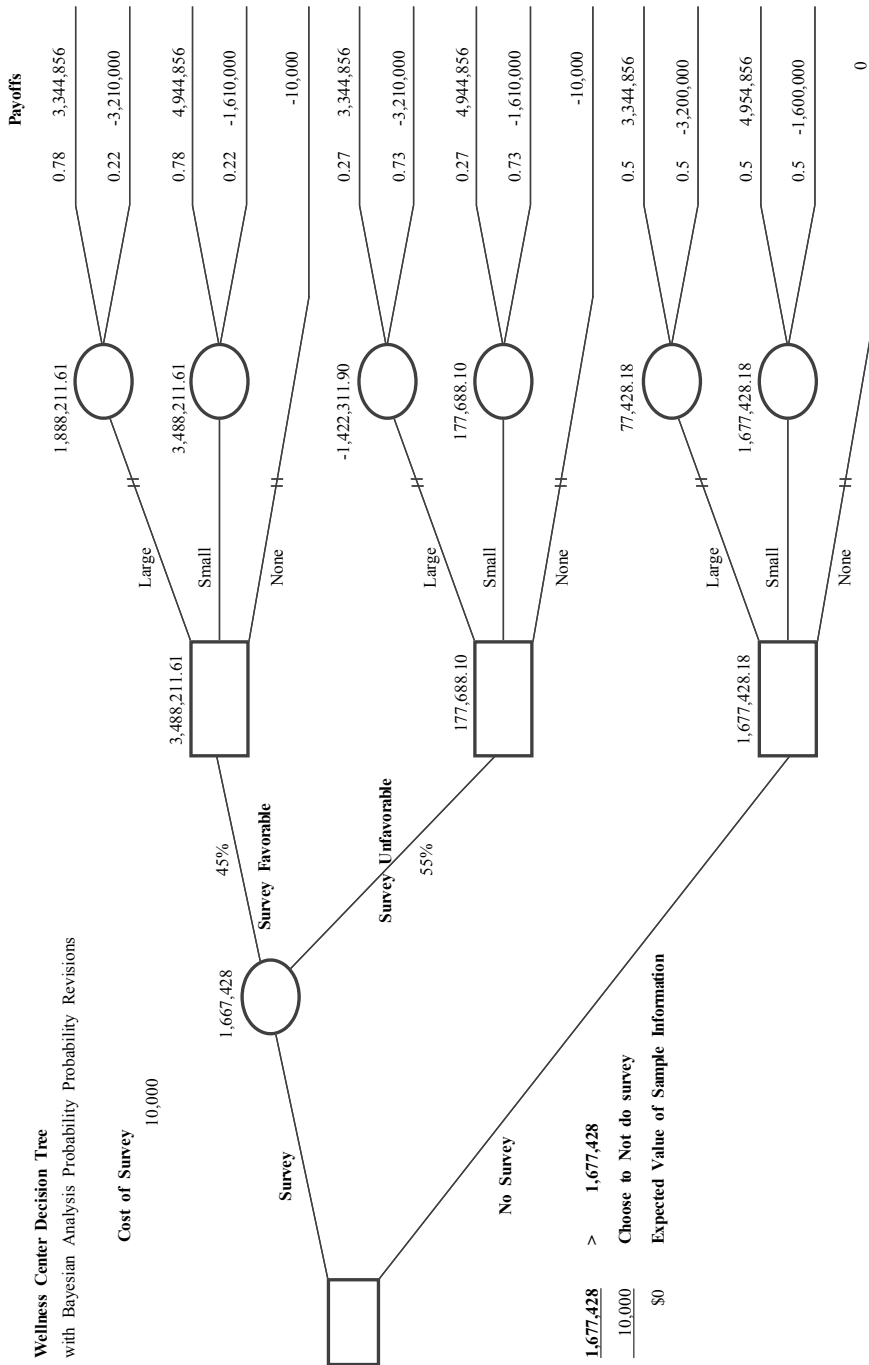 Wellness Center Decision Tree
with Bayesian Analysis Probability Probability Revisions
Payoffs
Cost of Survey
10,000
Survey
No Survey
1,667,428
45%
Survey Favorable
Survey Unfavorable
55%
3,488,211.61
Large
Small
None
1,888,211.61
0.78 3,344,856
0.22 -3,210,000
3,488,211.61
0.78 4,944,856
0.22 -1,610,000
-10,000
177,688.10
Large
Small
None
-1,422,311.90
0.27 3,344,856
0.73 -3,210,000
177,688.10
0.27 4,944,856
0.73 -1,610,000
-10,000
1,677,428.18
Large
Small
None
77,428.18
0.5 3,344,856
0.5 -3,200,000
1,677,428.18
0.5 4,954,856
0.5 -1,600,000
0
1,677,428 > 1,677,428
10,000 Choose to Not do survey
$0 Expected Value of Sample Information